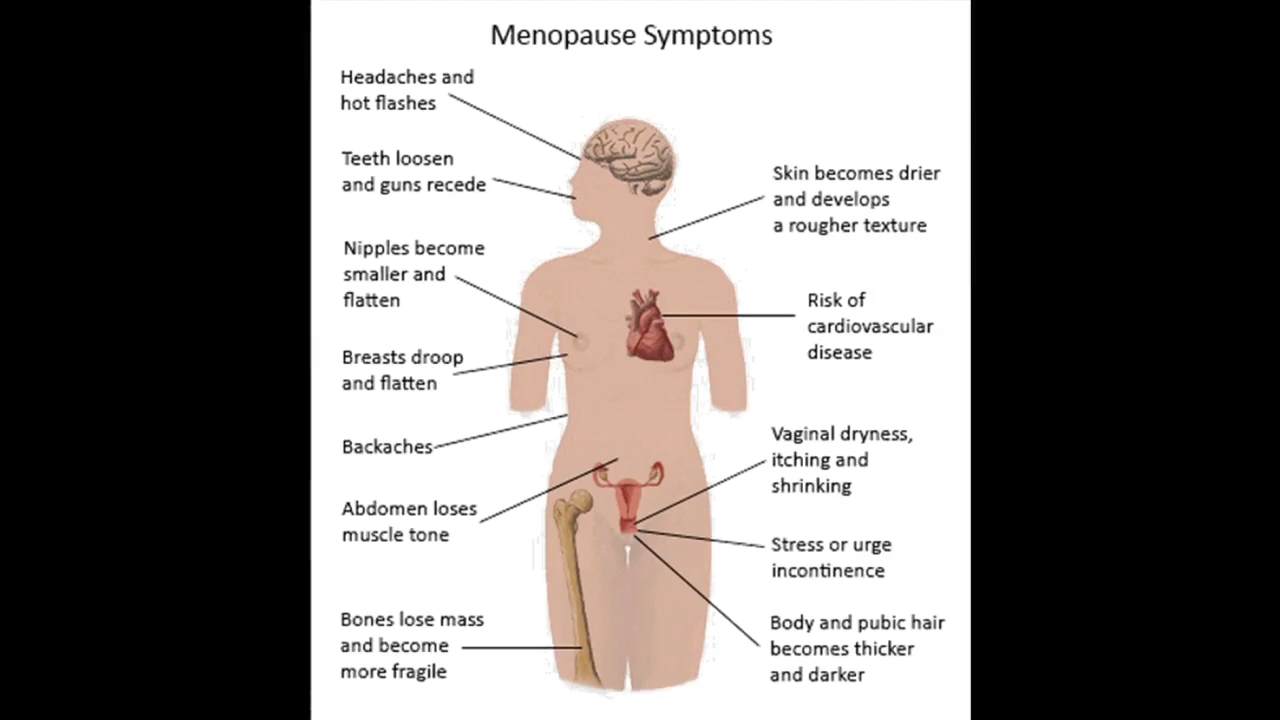 Menopause Symptoms
Headaches and
hot flashes
Teeth loosen
and guns recede
Nipples become
smaller and
flatten
Breasts droop
and flatten
Backaches
Abdomen loses
muscle tone
Bones lose mass
and become
more fragile
Skin becomes drier
and develops
a rougher texture
Risk of
cardiovascular
disease
Vaginal dryness,
itching and
shrinking
Stress or urge
incontinence
Body and pubic hair
becomes thicker
and darker